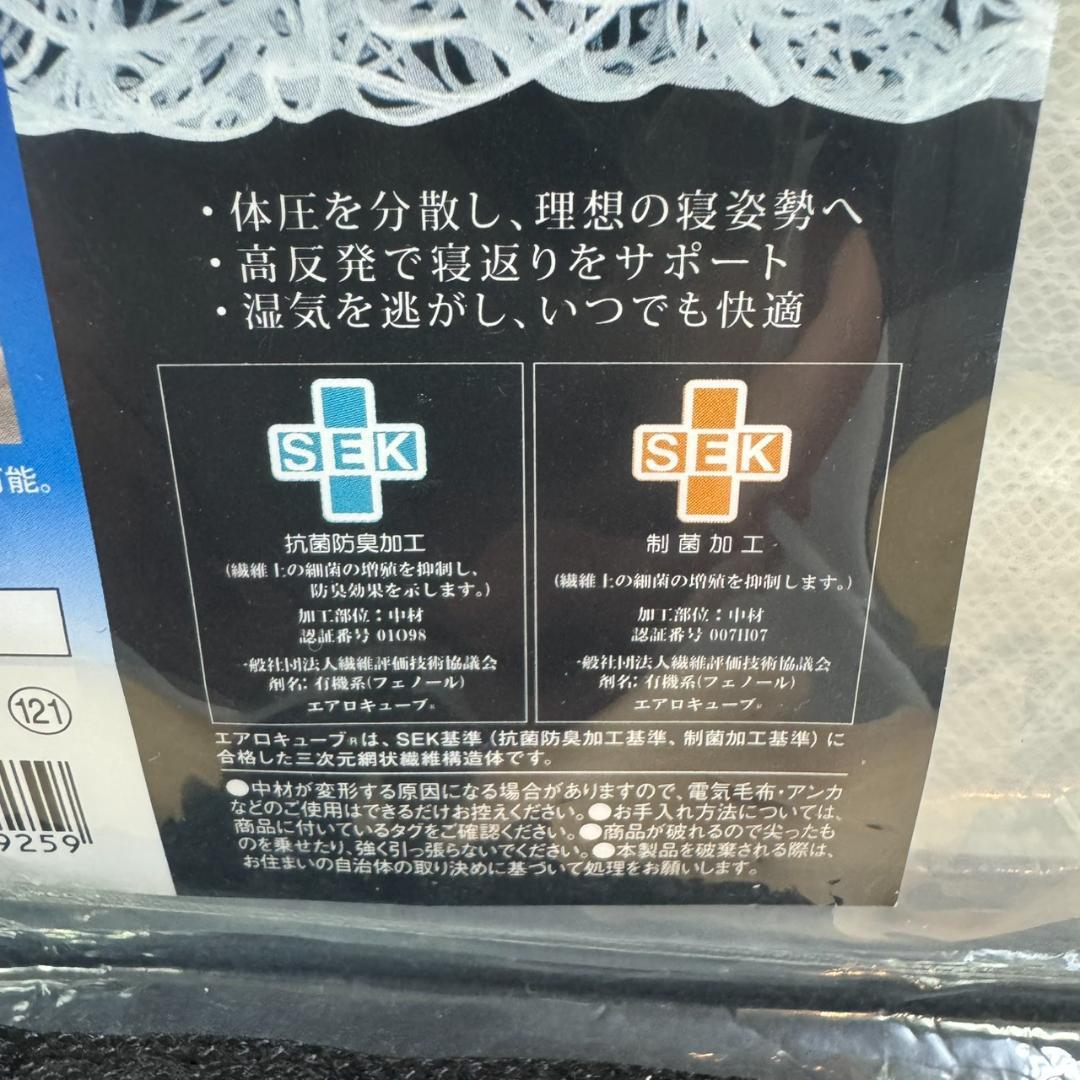 ・体圧を分散し、理想の寝姿勢へ
・高反発で寝返りをサポート
・湿気を逃がし、いつでも快適
SEK
抗菌防臭加工
(繊維上の細菌の増殖を抑制し、
防臭効果を示します。)
加工部位：中材
認証番号 01O98
一般社団法人繊維評価技術協議会
剤名: 有機系(フェノール)
エアロキューブ®
SEK
制菌加工
(繊維上の細菌の増殖を抑制します。)
加工部位：中材
認証番号 007H07
一般社団法人繊維評価技術協議会
剤名: 有機系(フェノール)
エアロキューブ®
エアロキューブ®は、SEK基準（抗菌防臭加工基準、制菌加工基準）に
合格した三次元網状繊維構造体です。
●中材が変形する原因になる場合がありますので、電気毛布・アンカ
などのご使用はできるだけお控えください。●お手入れ方法については、
商品に付いているタグをご確認ください。●商品が破れるので尖ったも
のを乗せたり、強く引っ張らないでください。●本製品を破棄される際は、
お住まいの自治体の取り決めに基づいて処理をお願いします。
能。
121
9259